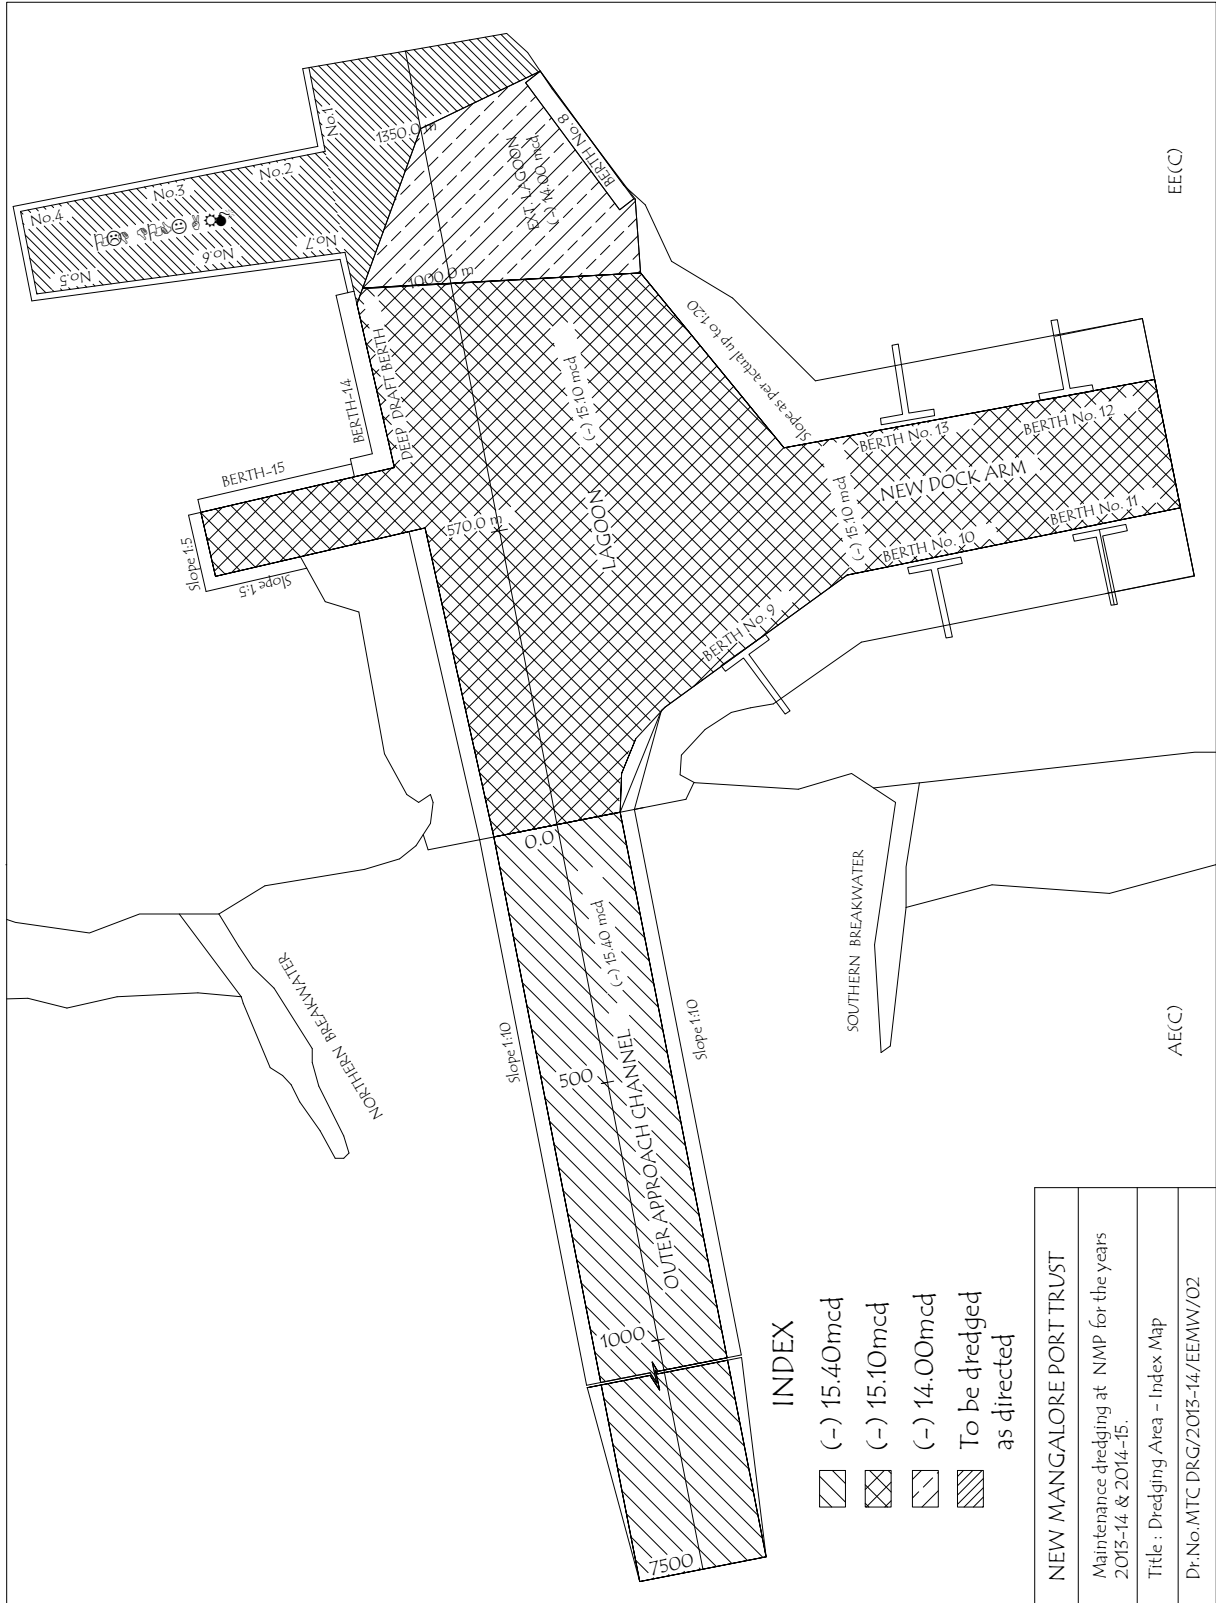 No.1
No.2
No.3
No.4
No.5
No.6
No.7
1350.0 m
BERTH No. 8
EXT. LAGOON
(-) 14.00 mcd
1000.0 m
BERTH-14
DEEP DRAFT BERTH
BERTH-15
Slope 1:5
Slope 1:5
570.0 m
(-) 15.10 mcd
LAGOON
Slope as per actual up to 1:20
BERTH No. 13
BERTH No. 12
NEW DOCK ARM
(-) 15.10 mcd
BERTH No. 10
BERTH No. 11
BERTH No. 9
0.0
(-) 15.40 mcd
OUTER APPROACH CHANNEL
500
1000
7500
Slope 1:10
Slope 1:10
NORTHERN BREAKWATER
SOUTHERN BREAKWATER
EE(C)
AE(C)
INDEX
(-) 15.40mcd
(-) 15.10mcd
(-) 14.00mcd
To be dredged
as directed
NEW MANGALORE PORT TRUST
Maintenance dredging at NMP for the years
2013-14 & 2014-15.
Title : Dredging Area - Index Map
Dr.No.MTC DRG/2013-14/EEMW/02